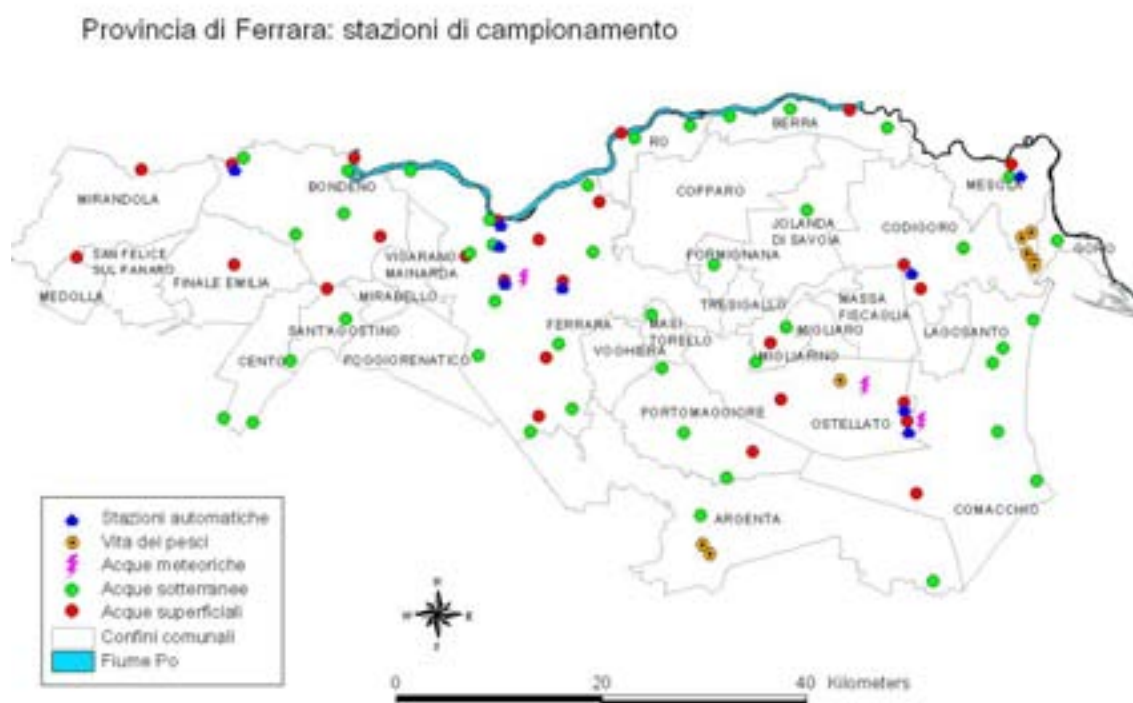 Provincia di Ferrara: stazioni di campionamento
BERRA
RO
MIRANDOLA
BONDENO
COPPARO
MESOLA
JOLANDA
DI SAVOIA
CODIGORO
GORO
SAN FELICE
SUL PANARO
VIGARANO
MAINARDA
FORMIGNANA
FINALE EMILIA
MEDOLLA
MIRABELLO
TRESIGALLO
MASSA
FISCAGLIA
SANT'AGOSTINO
FERRARA
MASI
TORELLO
MIGLIARO
LAGOSANTO
CENTO
POGGIORENATICO
VOGHIERA
MIGLIARINO
PORTOMAGGIORE
OSTELLATO
COMACCHIO
ARGENTA
Stazioni automatiche
Vita dei pesci
Acque meteoriche
Acque sotterranee
Acque superficiali
Confini comunali
Fiume Po
0 20 40 Kilometers